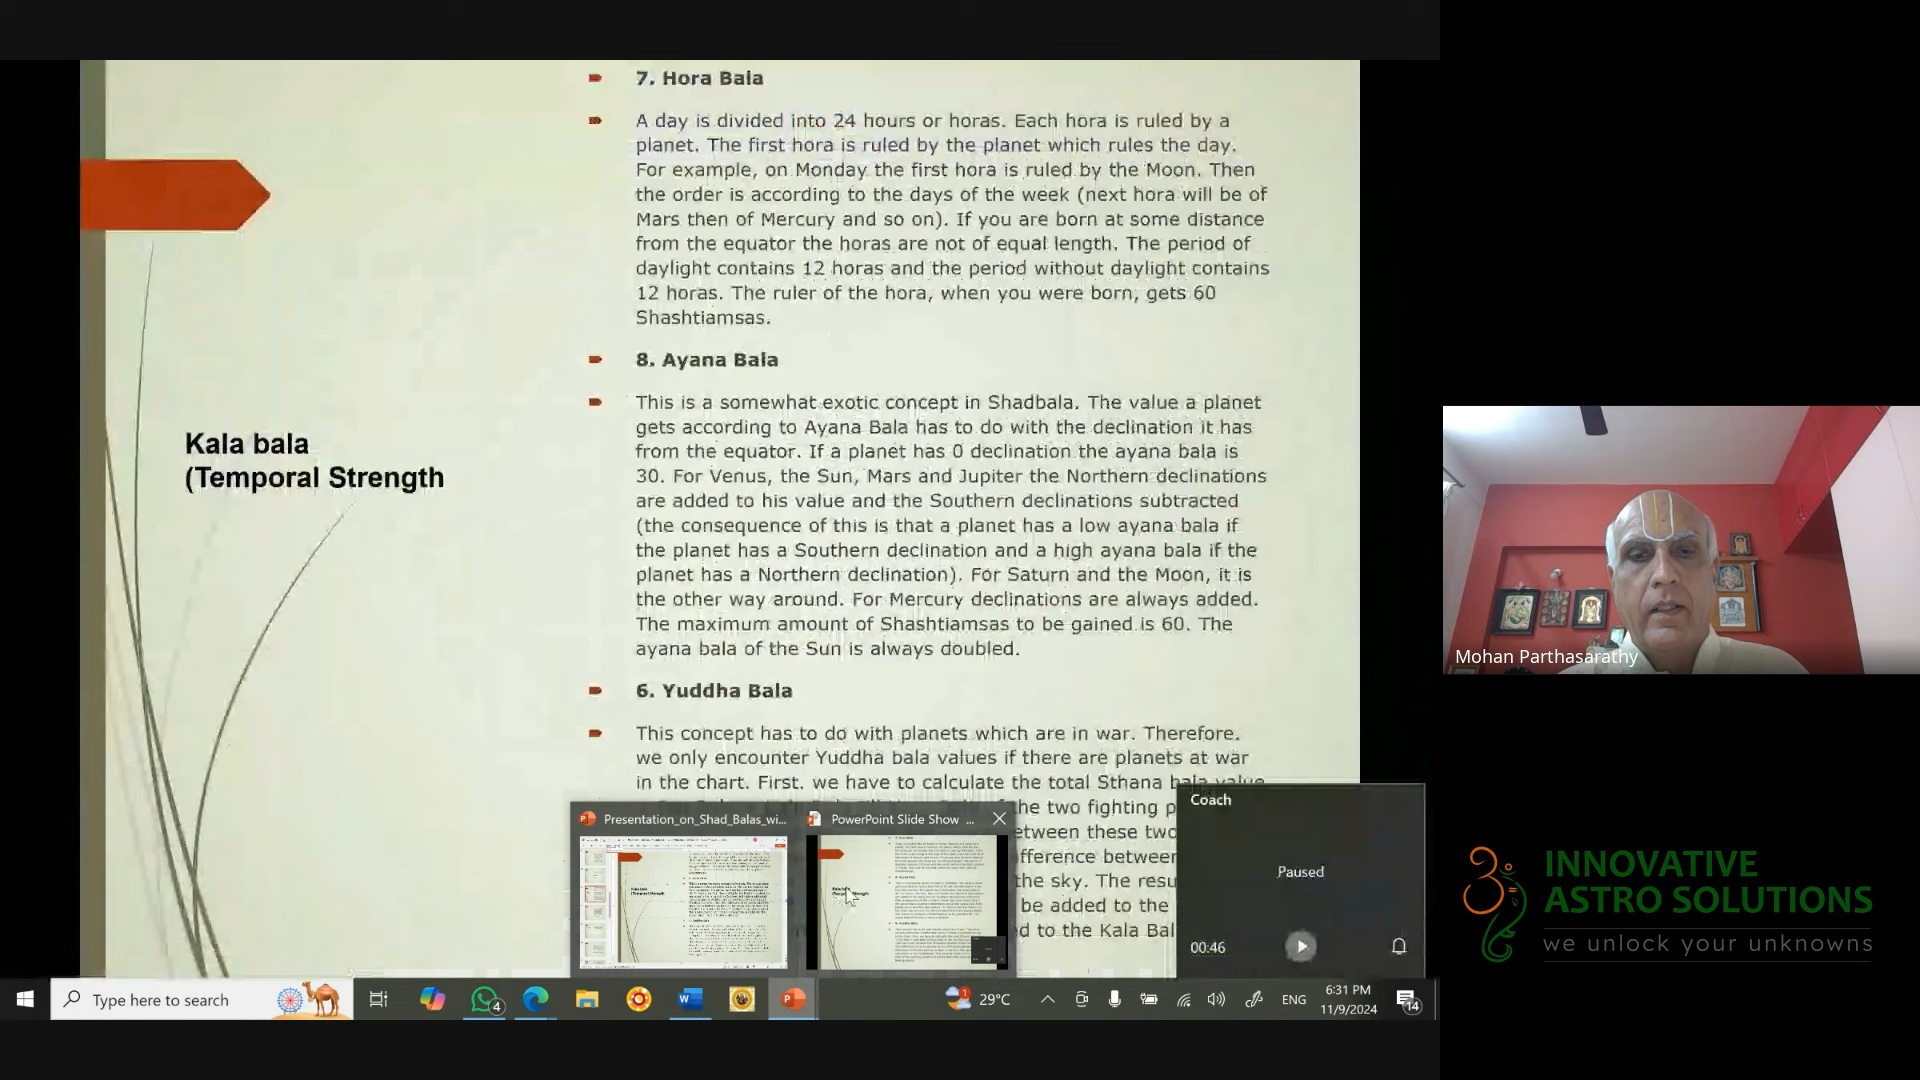 7. Hora Bala
A day is divided into 24 hours or horas. Each hora is ruled by a
planet. The first hora is ruled by the planet which rules the day.
For example, on Monday the first hora is ruled by the Moon. Then
the order is according to the days of the week (next hora will be of
Mars then of Mercury and so on). If you are born at some distance
from the equator the horas are not of equal length. The period of
daylight contains 12 horas and the period without daylight contains
12 horas. The ruler of the hora, when you were born, gets 60
Shashtiamsas.
8. Ayana Bala
This is a somewhat exotic concept in Shadbala. The value a planet
gets according to Ayana Bala has to do with the declination it has
from the equator. If a planet has 0 declination the ayana bala is
30. For Venus, the Sun, Mars and Jupiter the Northern declinations
are added to his value and the Southern declinations subtracted
(the consequence of this is that a planet has a low ayana bala if
the planet has a Southern declination and a high ayana bala if the
planet has a Northern declination). For Saturn and the Moon, it is
the other way around. For Mercury declinations are always added.
The maximum amount of Shashtiamsas to be gained is 60. The
ayana bala of the Sun is always doubled.
6. Yuddha Bala
This concept has to do with planets which are in war. Therefore,
we only encounter Yuddha bala values if there are planets at war
in the chart. First, we have to calculate the total Sthana bala value
the two fighting p
etween these two
fference between
the sky. The resu
be added to the
d to the Kala Bal
Kala bala
(Temporal Strength
Presentation_on_Shad_Balas_wi...
PowerPoint Slide Show ...
Coach
Paused
00:46
Type here to search
4
29°C
ENG
6:31 PM
11/9/2024
14
Mohan Parthasarathy
INNOVATIVE
ASTRO SOLUTIONS
we unlock your unknowns